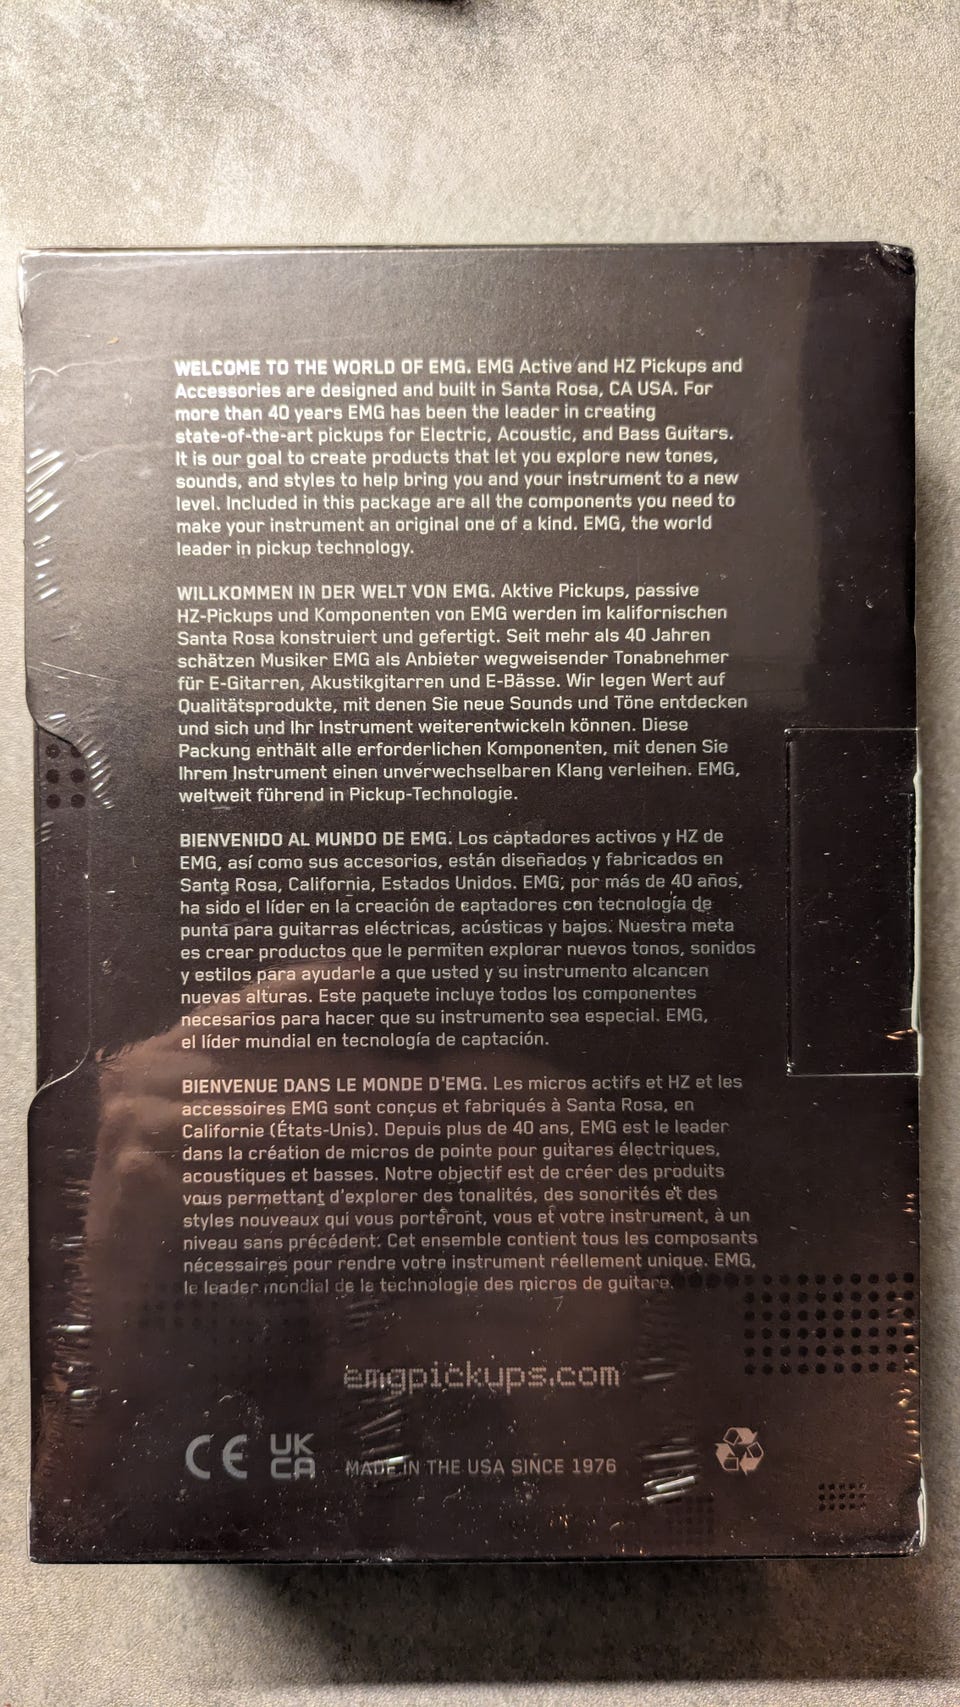 WELCOME TO THE WORLD OF EMG. EMG Active and HZ Pickups and
Accessories are designed and built in Santa Rosa, CA USA. For
more than 40 years EMG has been the leader in creating
state-of-the-art pickups for Electric, Acoustic, and Bass Guitars.
It is our goal to create products that let you explore new tones,
sounds, and styles to help bring you and your instrument to a new
level. Included in this package are all the components you need to
make your instrument an original one of a kind. EMG, the world
leader in pickup technology.
WILLKOMMEN IN DER WELT VON EMG. Aktive Pickups, passive
HZ-Pickups und Komponenten von EMG werden im kalifornischen
Santa Rosa konstruiert und gefertigt. Seit mehr als 40 Jahren
schätzen Musiker EMG als Anbieter wegweisender Tonabnehmer
für E-Gitarren, Akustikgitarren und E-Bässe. Wir legen Wert auf
Qualitätsprodukte, mit denen Sie neue Sounds und Töne entdecken
und sich und Ihr Instrument weiterentwickeln können. Diese
Packung enthält alle erforderlichen Komponenten, mit denen Sie
Ihrem Instrument einen unverwechselbaren Klang verleihen. EMG,
weltweit führend in Pickup-Technologie.
BIENVENIDO AL MUNDO DE EMG. Los captadores activos y HZ de
EMG, así como sus accesorios, están diseñados y fabricados en
Santa Rosa, California, Estados Unidos. EMG, por más de 40 años,
ha sido el líder en la creación de captadores con tecnología de
punta para guitarras eléctricas, acústicas y bajos. Nuestra meta
es crear productos que le permiten explorar nuevos tonos, sonidos
y estilos para ayudarle a que usted y su instrumento alcancen
nuevas alturas. Este paquete incluye todos los componentes
necesarios para hacer que su instrumento sea especial. EMG,
el líder mundial en tecnología de captación.
BIENVENUE DANS LE MONDE D'EMG. Les micros actifs et HZ et les
accessoires EMG sont conçus et fabriqués à Santa Rosa, en
Californie (États-Unis). Depuis plus de 40 ans, EMG est le leader
dans la création de micros de pointe pour guitares électriques,
acoustiques et basses. Notre objectif est de créer des produits
vous permettant d'explorer des tonalités, des sonorités et des
styles nouveaux qui vous porteront, vous et votre instrument, à un
niveau sans précédent. Cet ensemble contient tous les composants
nécessaires pour rendre votre instrument réellement unique. EMG,
le leader mondial de la technologie des micros de guitare.
emgpickups.com
CE UK CA MADE IN THE USA SINCE 1976